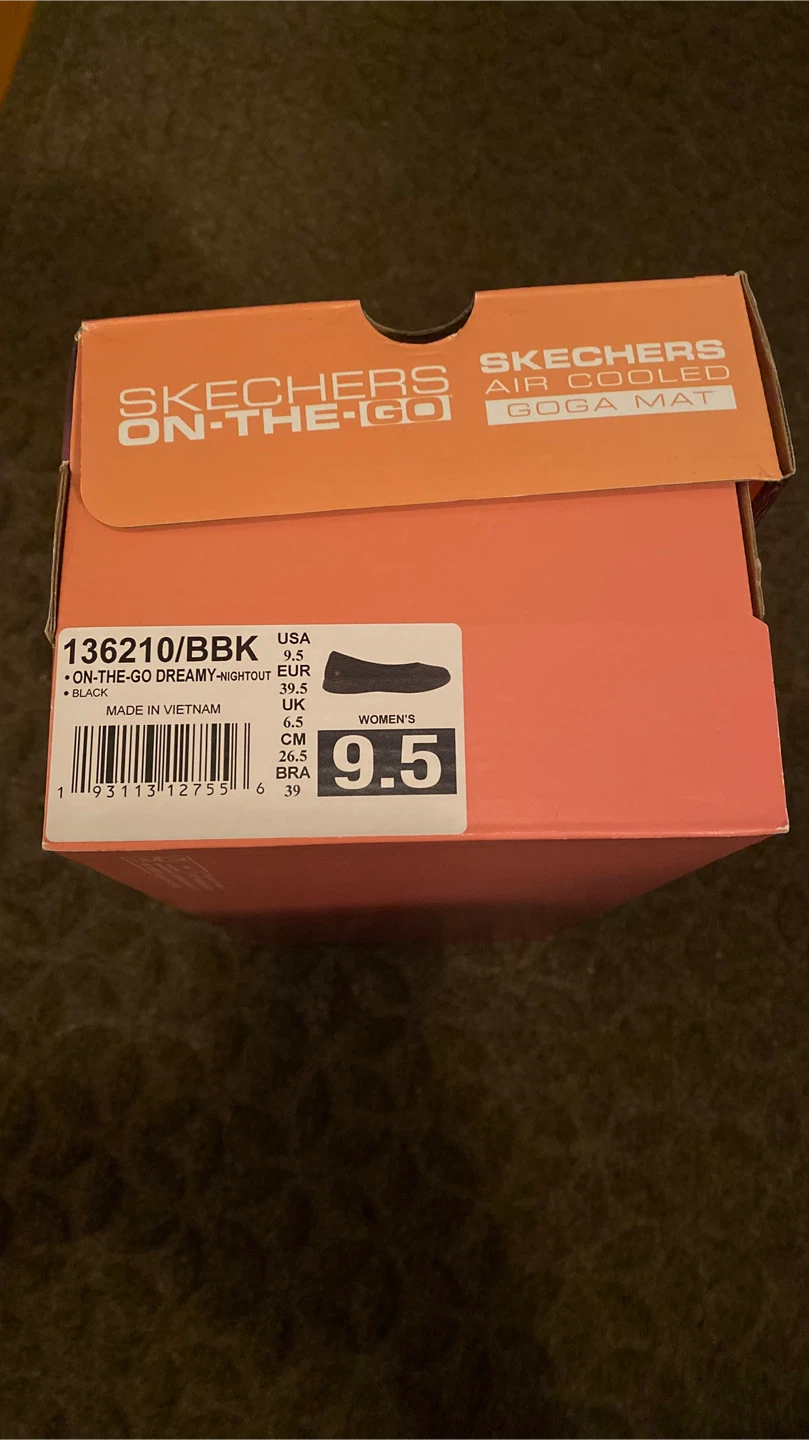 SKECHERS
ON-THE-GO
SKECHERS
AIR COOLED
GOGA MAT
136210/BBK
• ON-THE-GO DREAMY-NIGHTOUT
• BLACK
MADE IN VIETNAM
1 93113 12755 6
USA
9.5
EUR
39.5
UK
6.5
CM
26.5
BRA
39
WOMEN'S
9.5